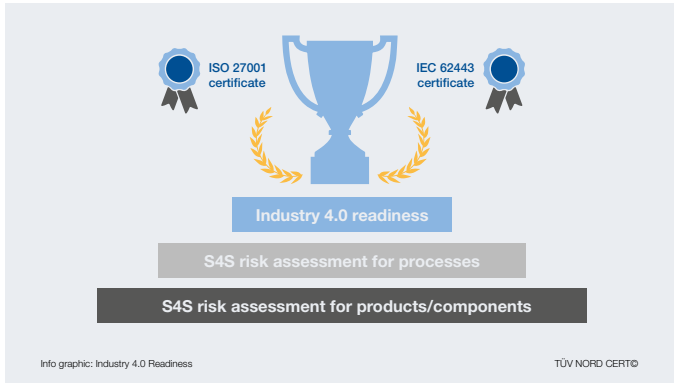 ISO 27001
certificate
IEC 62443
certificate
Industry 4.0 readiness
S4S risk assessment for processes
S4S risk assessment for products/components
Info graphic: Industry 4.0 Readiness
TÜV NORD CERT©